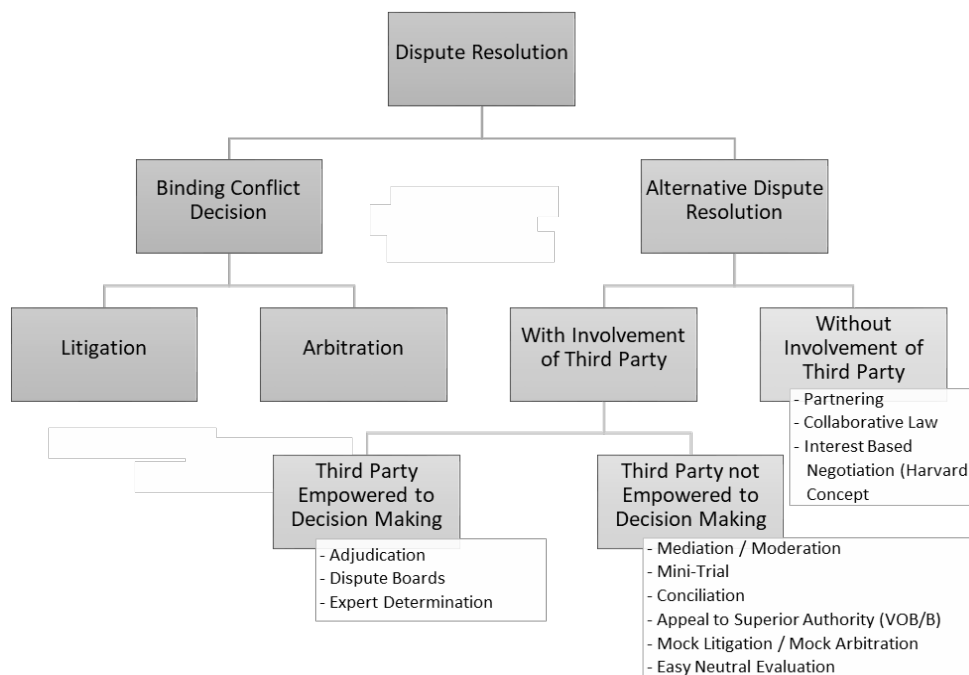 Dispute Resolution
Binding Conflict
Decision
Alternative Dispute
Resolution
Litigation
Arbitration
With Involvement
of Third Party
Without
Involvement of
Third Party
- Partnering
- Collaborative Law
- Interest Based
Negotiation (Harvard
Concept
Third Party
Empowered to
Decision Making
- Adjudication
- Dispute Boards
- Expert Determination
Third Party not
Empowered to
Decision Making
- Mediation / Moderation
- Mini-Trial
- Conciliation
- Appeal to Superior Authority (VOB/B)
- Mock Litigation / Mock Arbitration
- Easy Neutral Evaluation